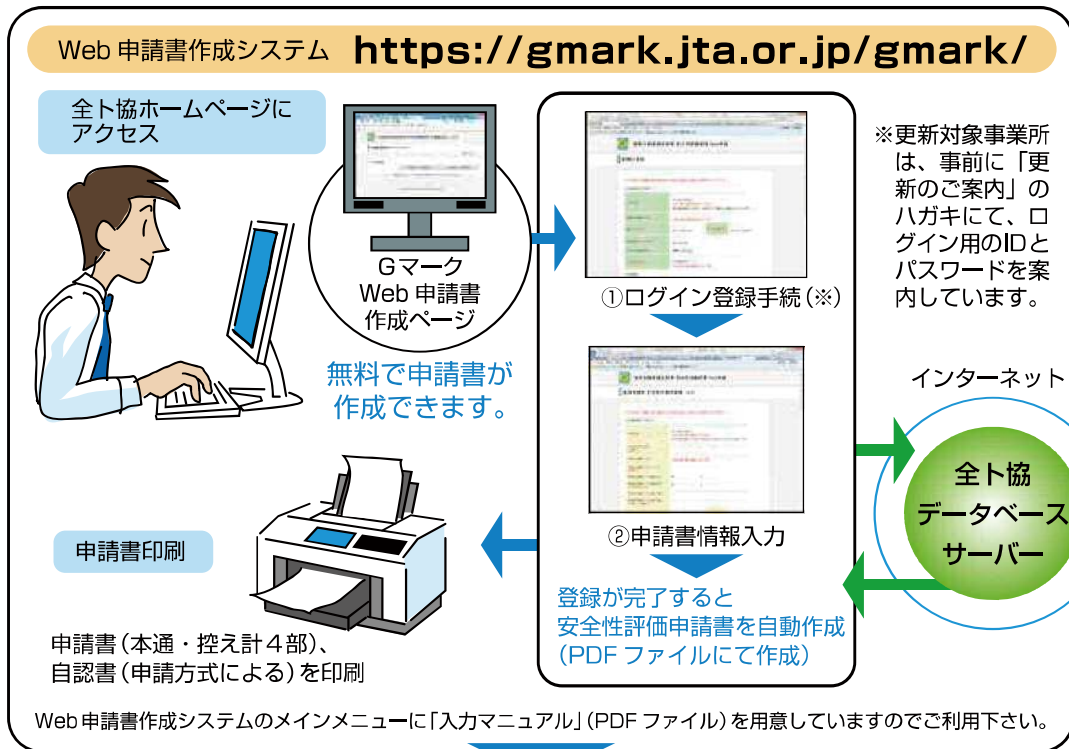 Web 申請書作成システム https://gmark.jta.or.jp/gmark/
全ト協ホームページに
アクセス
Gマーク
Web 申請書
作成ページ
無料で申請書が
作成できます。
①ログイン登録手続(※)
②申請書情報入力
登録が完了すると
安全性評価申請書を自動作成
(PDF ファイルにて作成)
※更新対象事業所
は、事前に「更
新のご案内」の
ハガキにて、ロ
グイン用のIDと
パスワードを案
内しています。
インターネット
全ト協
データベース
サーバー
申請書印刷
申請書(本通・控え計4部)、
自認書(申請方式による)を印刷
Web申請書作成システムのメインメニューに「入力マニュアル」(PDF ファイル)を用意していますのでご利用下さい。